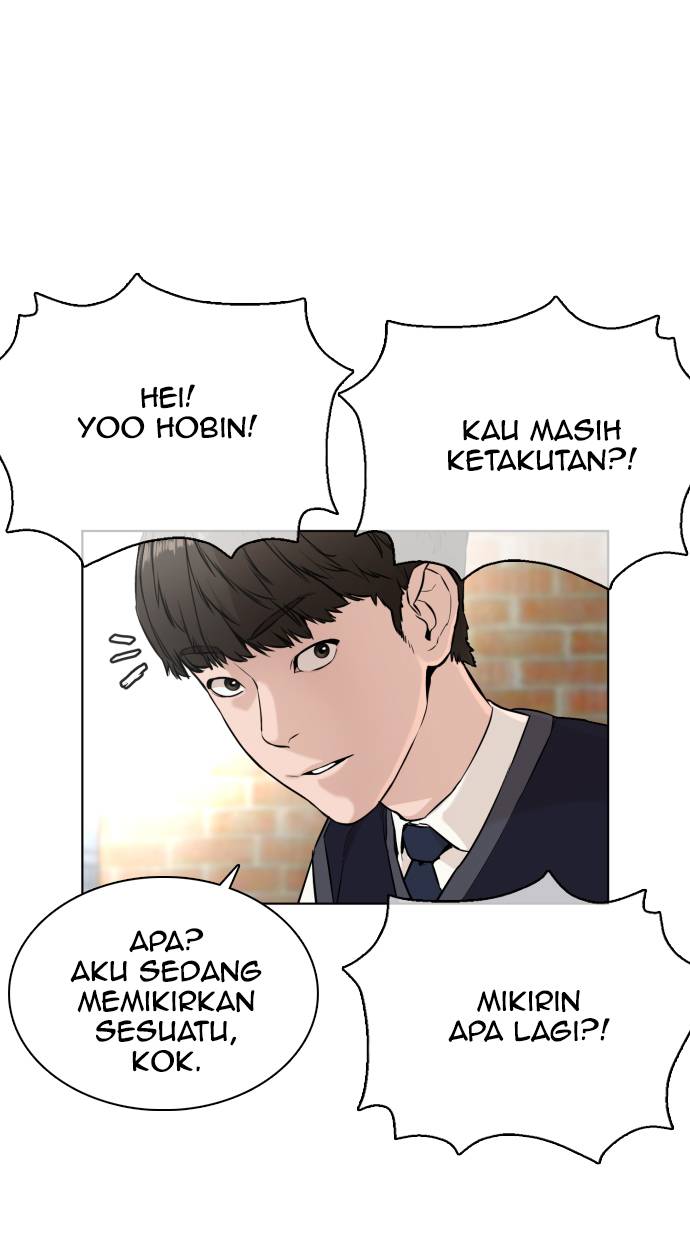 HEI!
YOO HOBIN!
KAU MASIH
KETAKUTAN?!
APA?
AKU SEDANG
MEMIKIRKAN
SESUATU,
KOK.
MIKIRIN
APA LAGI?!